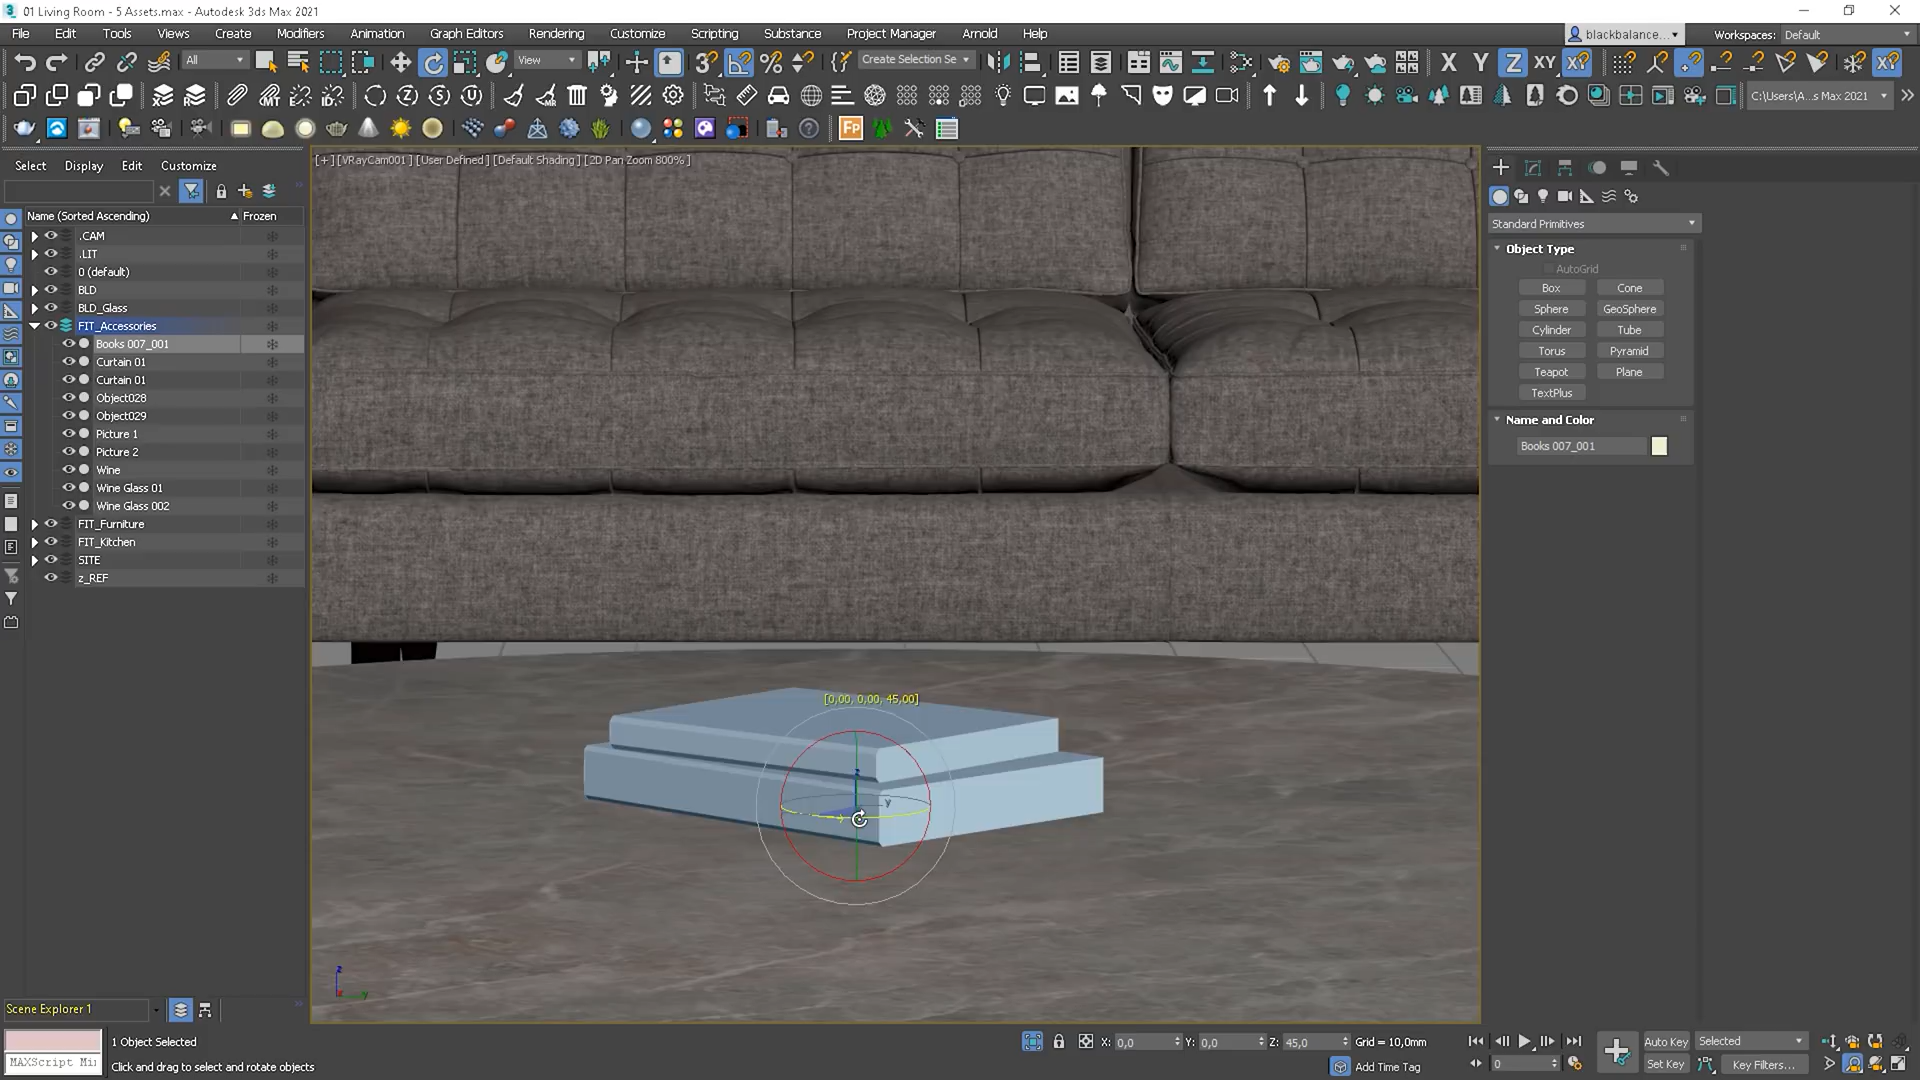 3 01 Living Room - 5 Assets.max - Autodesk 3ds Max 2021
File Edit Tools Views Create Modifiers Animation Graph Editors Rendering Customize Scripting Substance Project Manager Arnold Help blackbalance... Workspaces: Default
All View Create Selection Se X Y Z XY XY XY
C:\Users\A...s Max 2021
Fp
Select Display Edit Customize
[+] [VRayCam001] [User Defined] [Default Shading] [2D Pan Zoom 800%]
Name (Sorted Ascending) Frozen
.CAM
.LIT
0 (default)
BLD
BLD_Glass
FIT_Accessories
Books 007_001
Curtain 01
Curtain 01
Object028
Object029
Picture 1
Picture 2
Wine
Wine Glass 01
Wine Glass 002
FIT_Furniture
FIT_Kitchen
SITE
z_REF
Standard Primitives
Object Type
AutoGrid
Box Cone
Sphere GeoSphere
Cylinder Tube
Torus Pyramid
Teapot Plane
TextPlus
Name and Color
Books 007_001
[0,00, 0,00, 45,00]
z
y
z
x y
Scene Explorer 1
1 Object Selected X: 0,0 Y: 0,0 Z: 45,0 Grid = 10,0mm Auto Key Selected
MAXScript Mi Click and drag to select and rotate objects Add Time Tag 0 Set Key Key Filters...